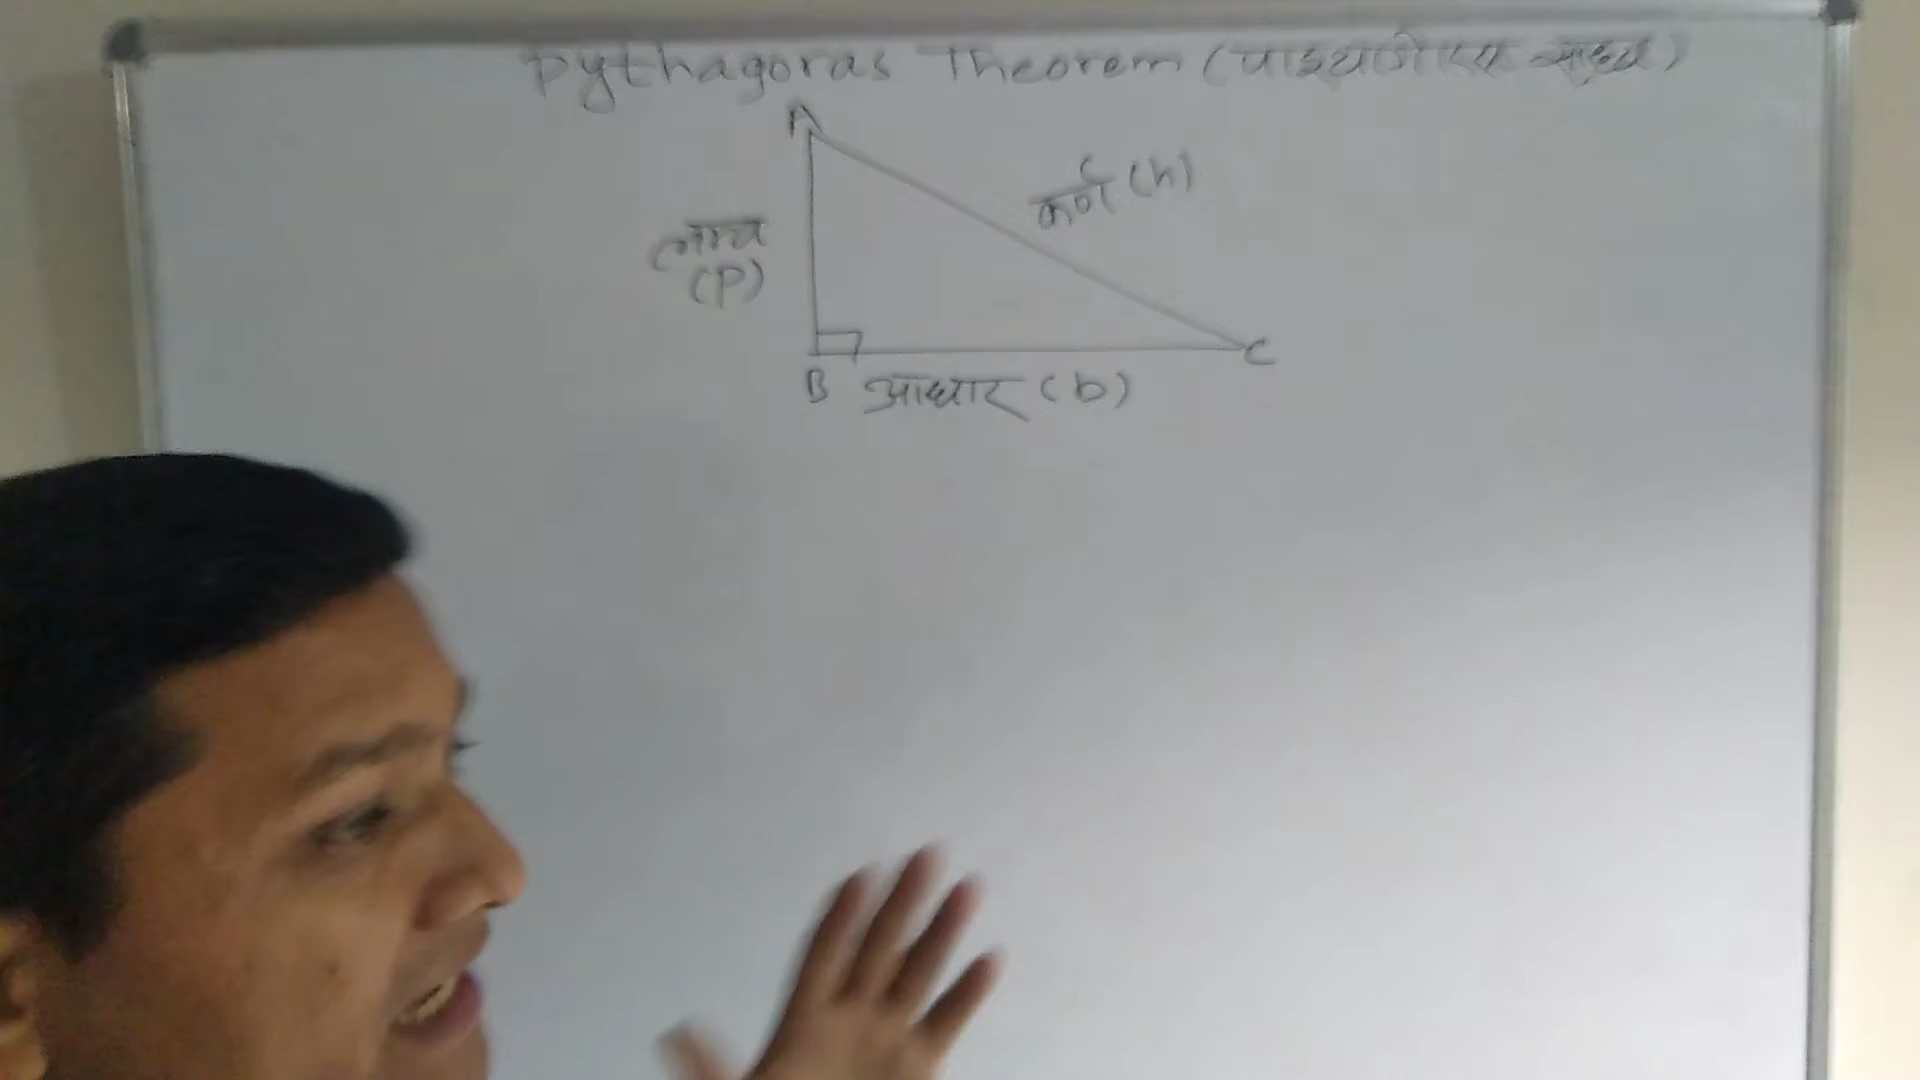 Pythagoras Theorem (पाइथागोरस साध्य)
A
कर्ण (h)
लम्ब
(p)
C
B आधार (b)